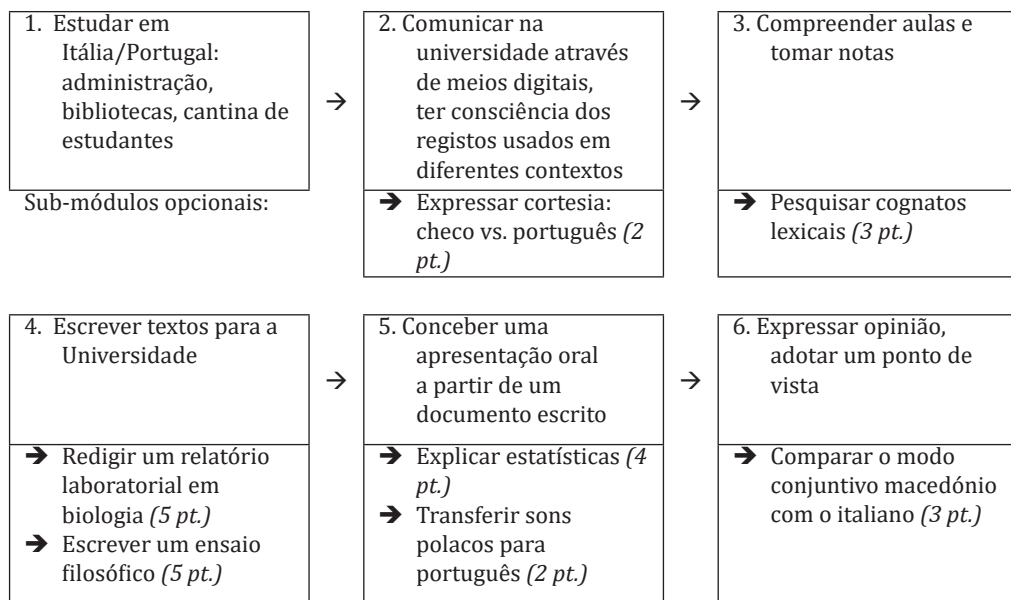 1. Estudar em
Itália/Portugal:
administração,
bibliotecas, cantina de
estudantes
→
2. Comunicar na
universidade através
de meios digitais,
ter consciência dos
registos usados em
diferentes contextos
→
3. Compreender aulas e
tomar notas
Sub-módulos opcionais:
➔ Expressar cortesia:
checo vs. português (2
pt.)
➔ Pesquisar cognatos
lexicais (3 pt.)
4. Escrever textos para a
Universidade
→
5. Conceber uma
apresentação oral
a partir de um
documento escrito
→
6. Expressar opinião,
adotar um ponto de
vista
➔ Redigir um relatório
laboratorial em
biologia (5 pt.)
➔ Escrever um ensaio
filosófico (5 pt.)
➔ Explicar estatísticas (4
pt.)
➔ Transferir sons
polacos para
português (2 pt.)
➔ Comparar o modo
conjuntivo macedónio
com o italiano (3 pt.)